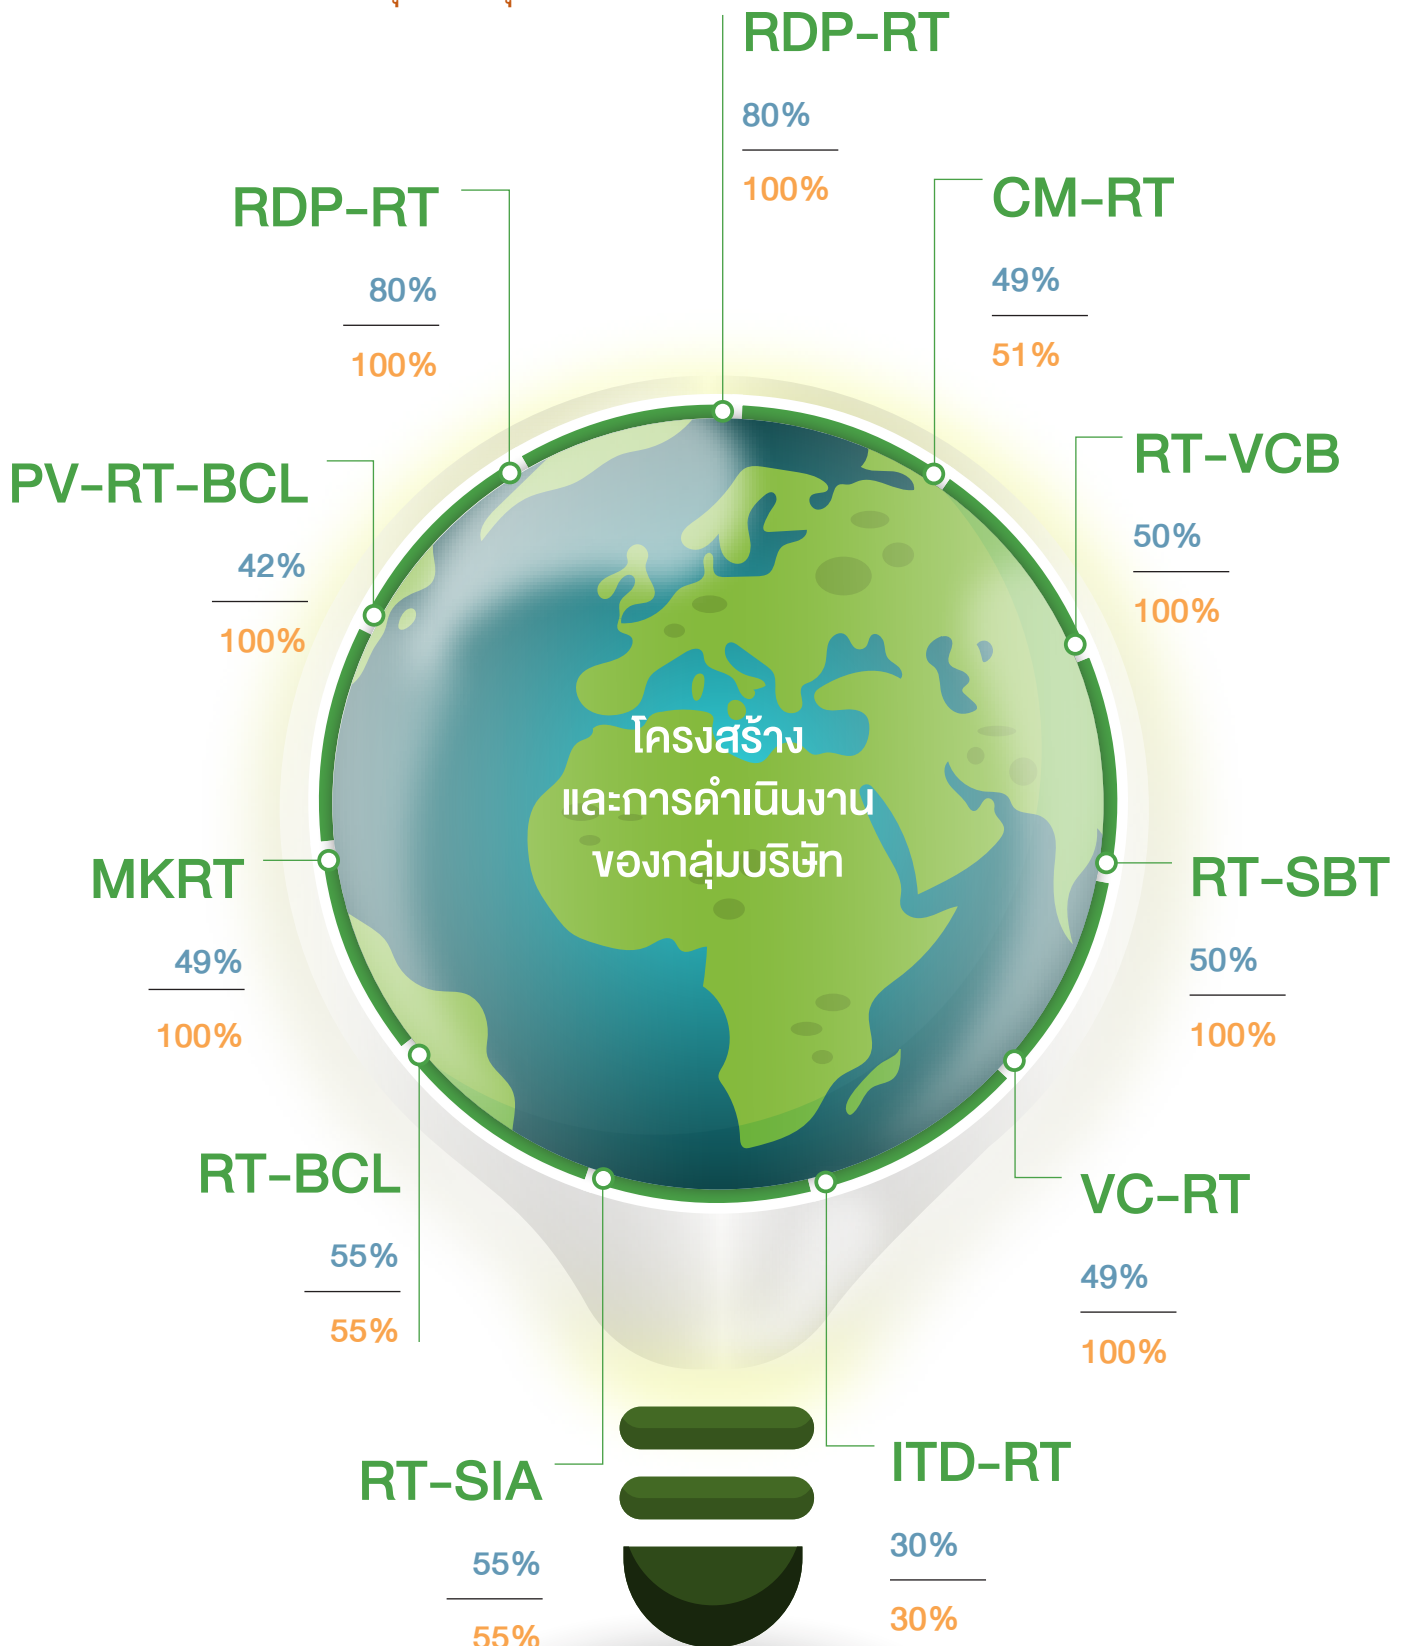 RDP-RT
80%
100%
RDP-RT
80%
100%
CM-RT
49%
51%
PV-RT-BCL
42%
100%
RT-VCB
50%
100%
โครงสร้าง
และการดำเนินงาน
ของกลุ่มบริษัท
MKRT
49%
100%
RT-SBT
50%
100%
RT-BCL
55%
55%
VC-RT
49%
100%
RT-SIA
55%
55%
ITD-RT
30%
30%